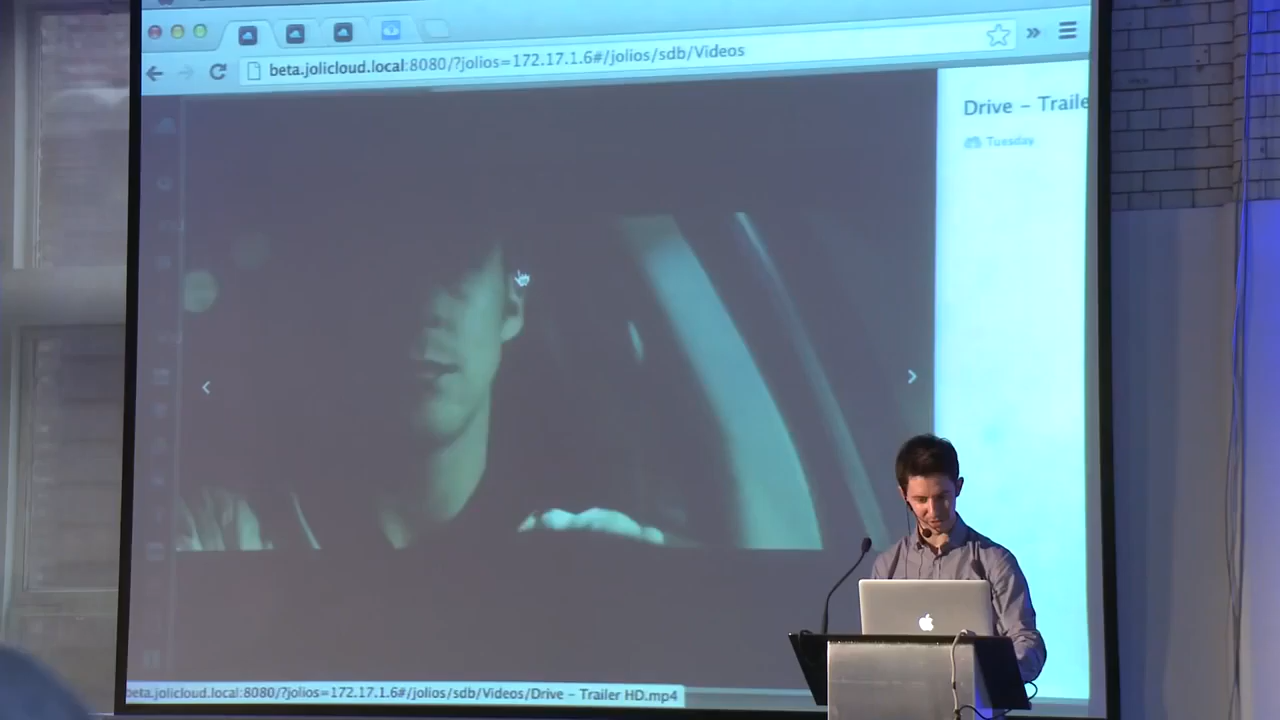 beta.jolicloud.local:8080/?jolios=172.17.1.6#/jolios/sdb/Videos
Drive – Traile
Tuesday
beta.jolicloud.local:8080/?jolios=172.17.1.6#/jolios/sdb/Videos/Drive – Trailer HD.mp4